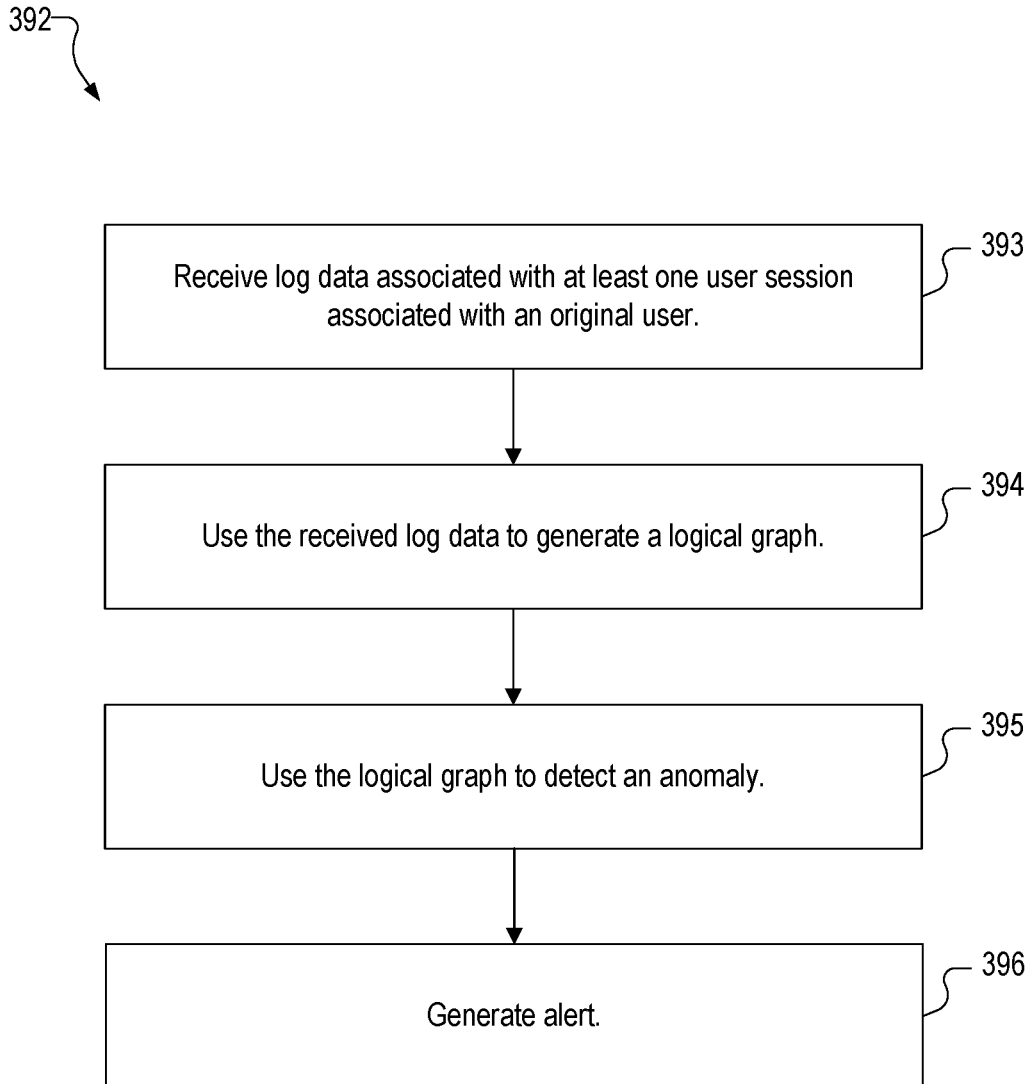 392
393
Receive log data associated with at least one user session
associated with an original user.
394
Use the received log data to generate a logical graph.
395
Use the logical graph to detect an anomaly.
396
Generate alert.